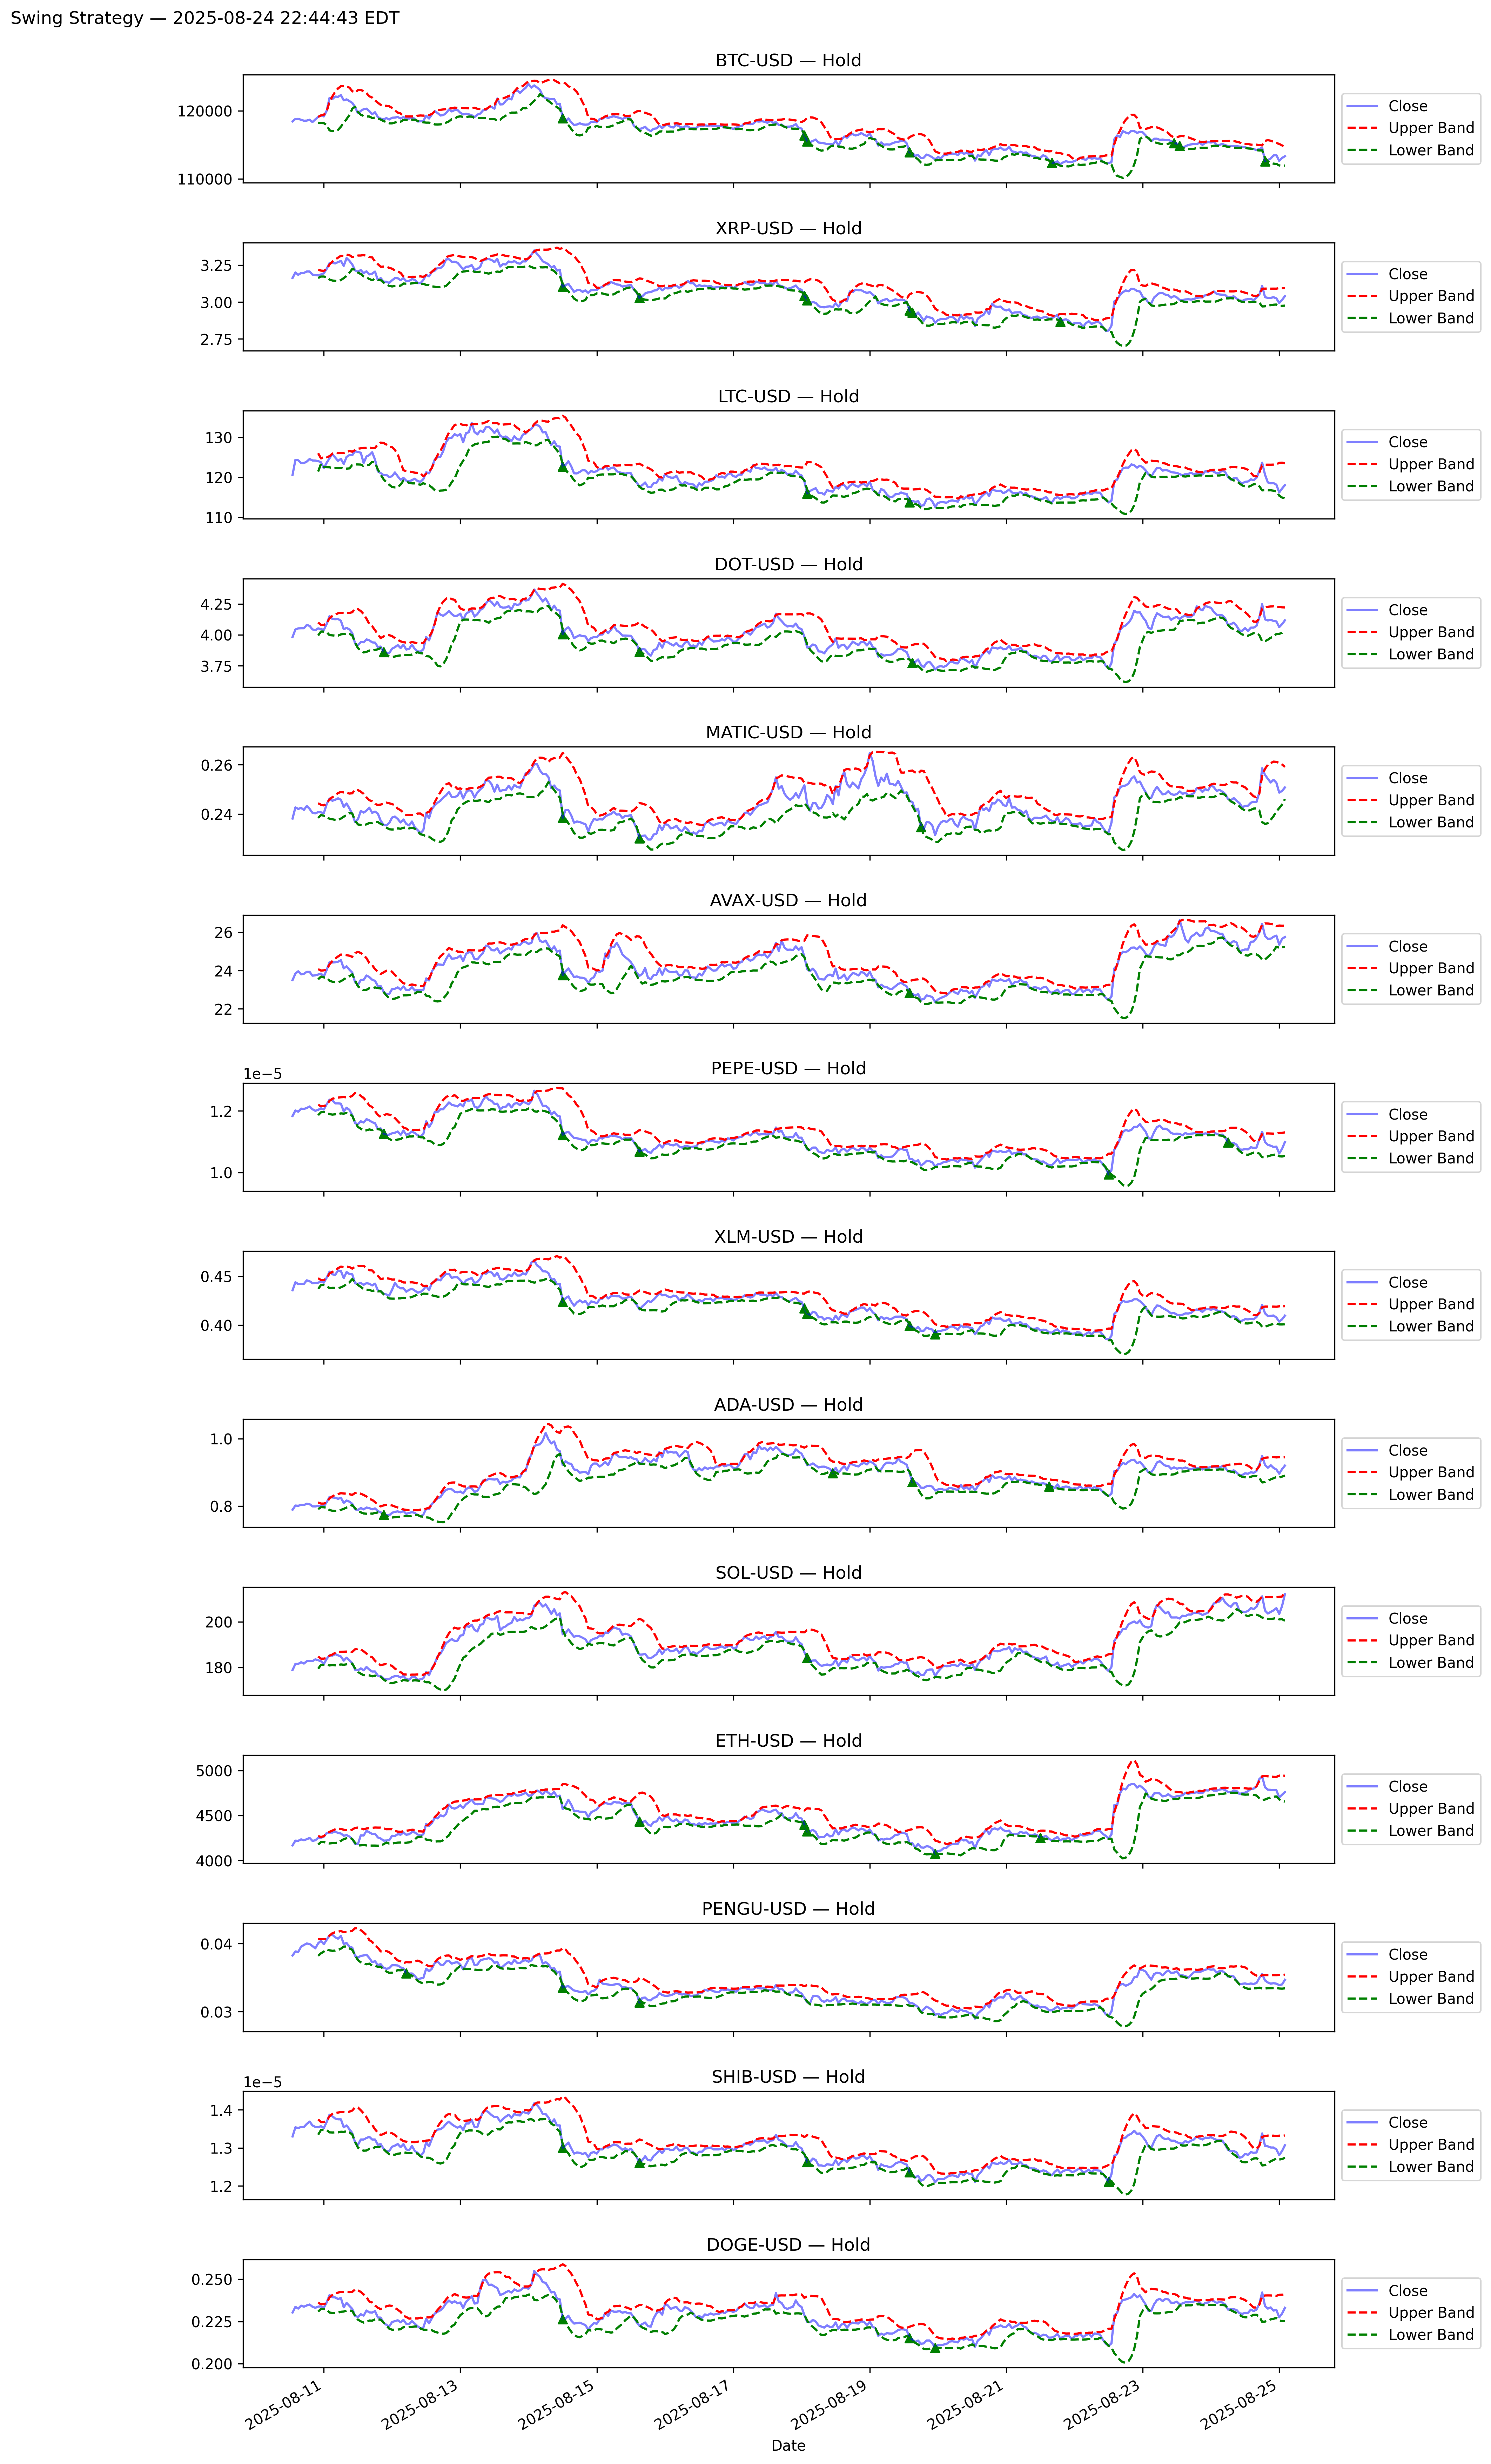 Swing Strategy — 2025-08-24 22:44:43 EDT
BTC-USD — Hold
120000
110000
Close
Upper Band
Lower Band
XRP-USD — Hold
3.25
3.00
2.75
Close
Upper Band
Lower Band
LTC-USD — Hold
130
120
110
Close
Upper Band
Lower Band
DOT-USD — Hold
4.25
4.00
3.75
Close
Upper Band
Lower Band
MATIC-USD — Hold
0.26
0.24
Close
Upper Band
Lower Band
AVAX-USD — Hold
26
24
22
Close
Upper Band
Lower Band
PEPE-USD — Hold
1e−5
1.2
1.0
Close
Upper Band
Lower Band
XLM-USD — Hold
0.45
0.40
Close
Upper Band
Lower Band
ADA-USD — Hold
1.0
0.8
Close
Upper Band
Lower Band
SOL-USD — Hold
200
180
Close
Upper Band
Lower Band
ETH-USD — Hold
5000
4500
4000
Close
Upper Band
Lower Band
PENGU-USD — Hold
0.04
0.03
Close
Upper Band
Lower Band
SHIB-USD — Hold
1e−5
1.4
1.3
1.2
Close
Upper Band
Lower Band
DOGE-USD — Hold
0.250
0.225
0.200
Close
Upper Band
Lower Band
2025-08-11
2025-08-13
2025-08-15
2025-08-17
2025-08-19
2025-08-21
2025-08-23
2025-08-25
Date